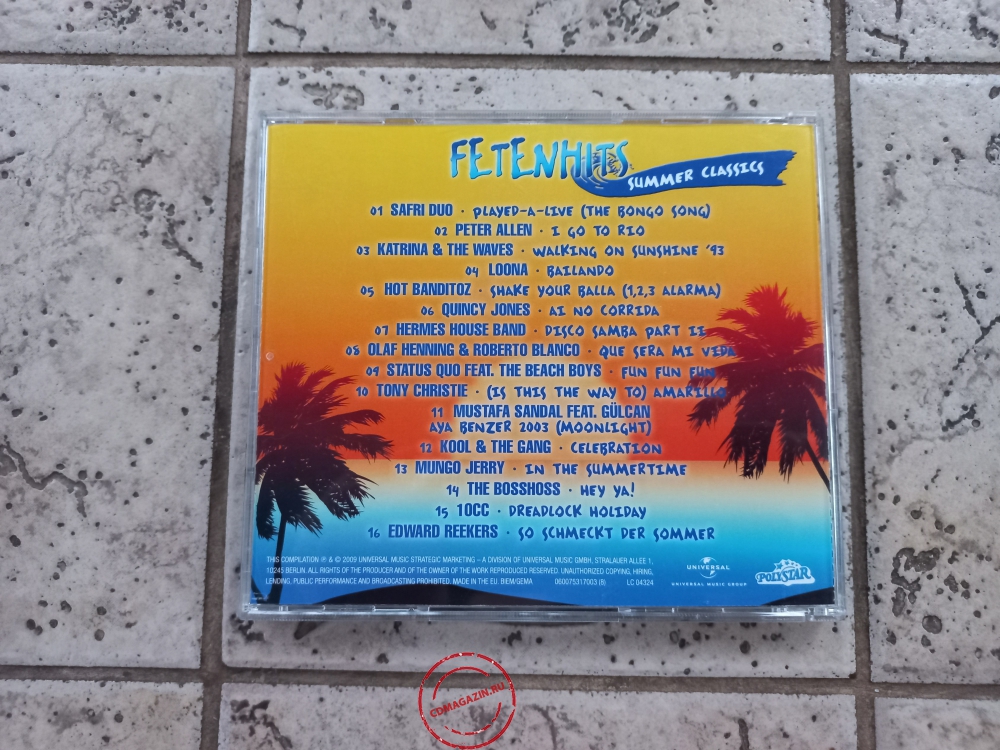 FETENHITS
SUMMER CLASSICS
01 SAFRI DUO · PLAYED-A-LIVE (THE BONGO SONG)
02 PETER ALLEN · I GO TO RIO
03 KATRINA & THE WAVES · WALKING ON SUNSHINE '93
04 LOONA · BAILANDO
05 HOT BANDITOZ · SHAKE YOUR BALLA (1,2,3 ALARMA)
06 QUINCY JONES · AI NO CORRIDA
07 HERMES HOUSE BAND · DISCO SAMBA PART II
08 OLAF HENNING & ROBERTO BLANCO · QUE SERA MI VIDA
09 STATUS QUO FEAT. THE BEACH BOYS · FUN FUN FUN
10 TONY CHRISTIE · (IS THIS THE WAY TO) AMARILLO
11 MUSTAFA SANDAL FEAT. GÜLCAN
AYA BENZER 2003 (MOONLIGHT)
12 KOOL & THE GANG · CELEBRATION
13 MUNGO JERRY · IN THE SUMMERTIME
14 THE BOSSHOSS · HEY YA!
15 10CC · DREADLOCK HOLIDAY
16 EDWARD REEKERS · SO SCHMECKT DER SOMMER
THIS COMPILATION ℗ & © 2009 UNIVERSAL MUSIC STRATEGIC MARKETING – A DIVISION OF UNIVERSAL MUSIC GMBH, STRALAUER ALLEE 1,
10245 BERLIN. ALL RIGHTS OF THE PRODUCER AND OF THE OWNER OF THE WORK REPRODUCED RESERVED. UNAUTHORIZED COPYING, HIRING,
LENDING, PUBLIC PERFORMANCE AND BROADCASTING PROHIBITED. MADE IN THE EU. BIEM/GEMA 060075317003 (8) LC 04324
UNIVERSAL
UNIVERSAL MUSIC GROUP
POLYSTAR
CDMAGAZIN.RU